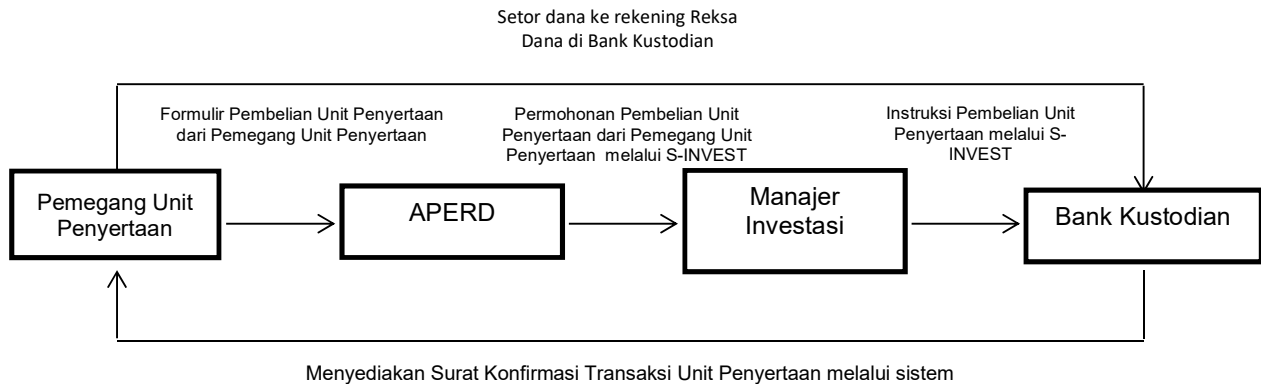 Setor dana ke rekening Reksa
Dana di Bank Kustodian
Formulir Pembelian Unit Penyertaan
dari Pemegang Unit Penyertaan
Permohonan Pembelian Unit
Penyertaan dari Pemegang Unit
Penyertaan melalui S-INVEST
Instruksi Pembelian Unit
Penyertaan melalui S-
INVEST
Pemegang Unit
Penyertaan
APERD
Manajer
Investasi
Bank Kustodian
Menyediakan Surat Konfirmasi Transaksi Unit Penyertaan melalui sistem